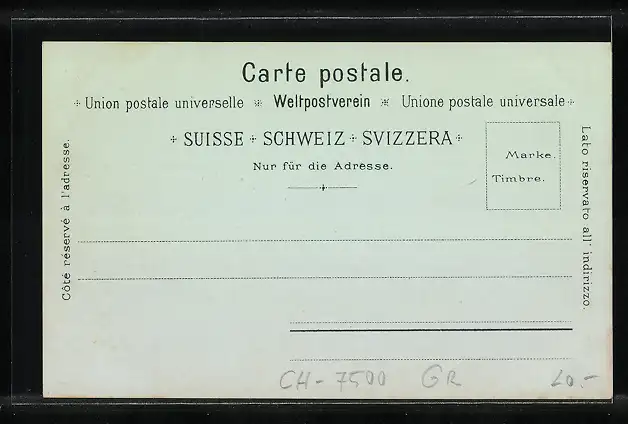 Carte postale.
Union postale universelle ※ Weltpostverein ※ Unione postale universale
SUISSE + SCHWEIZ + SVIZZERA
Nur für die Adresse.
Marke.
Timbre.
Côté réservé à l'adresse.
Lato riservato all' indirizzo.
CH-7500 GR